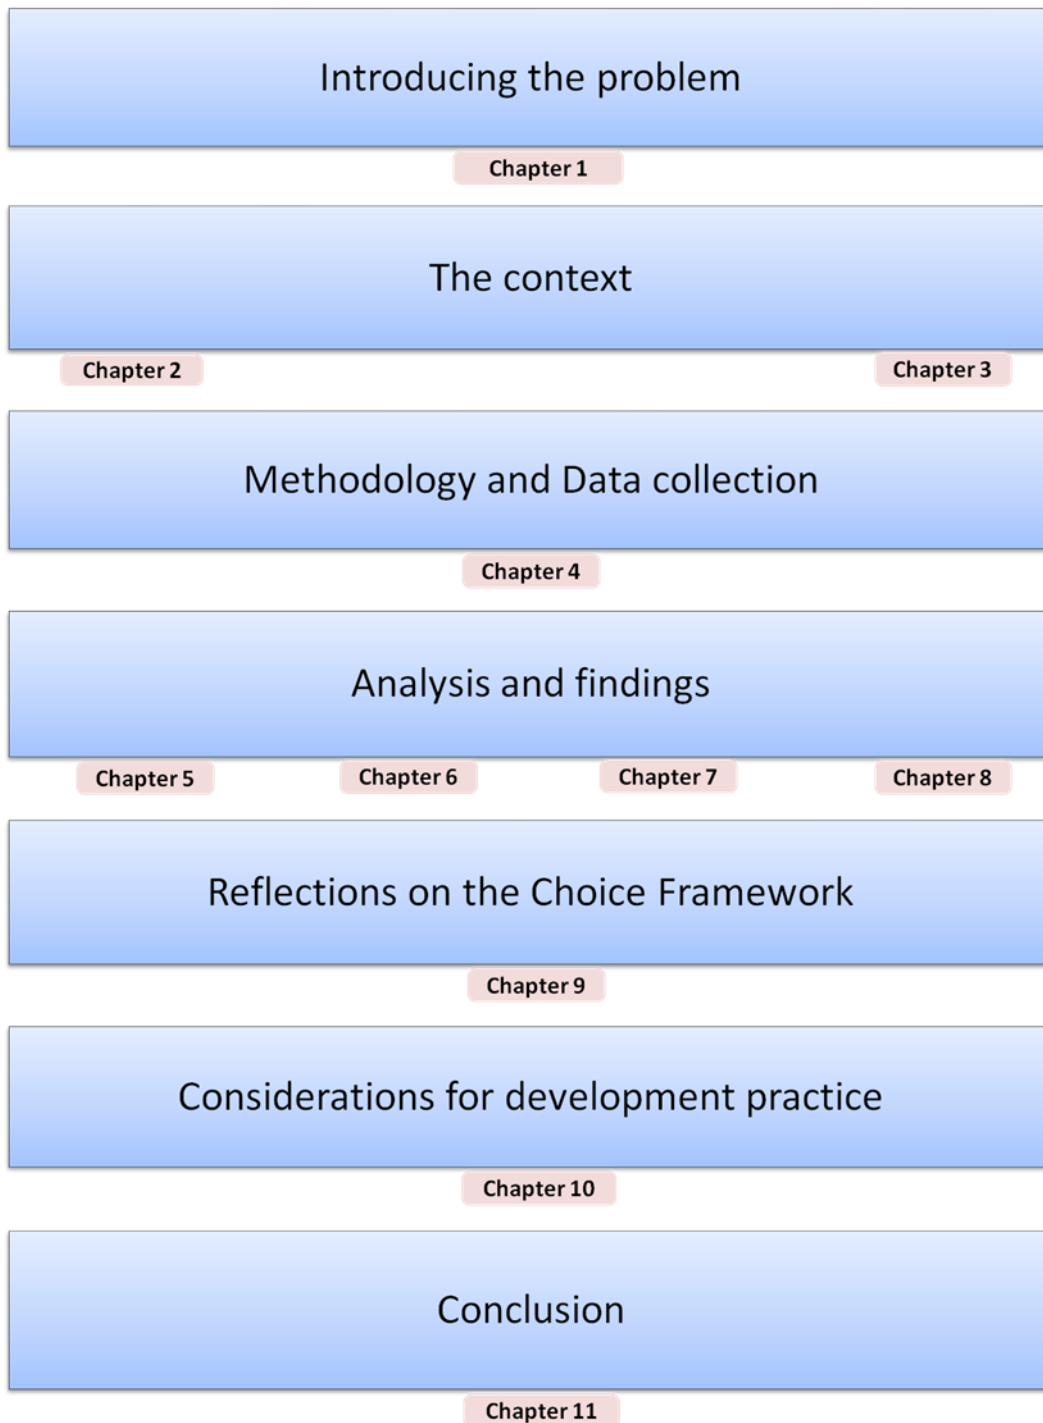 Introducing the problem
Chapter 1
The context
Chapter 2 Chapter 3
Methodology and Data collection
Chapter 4
Analysis and findings
Chapter 5 Chapter 6 Chapter 7 Chapter 8
Reflections on the Choice Framework
Chapter 9
Considerations for development practice
Chapter 10
Conclusion
Chapter 11